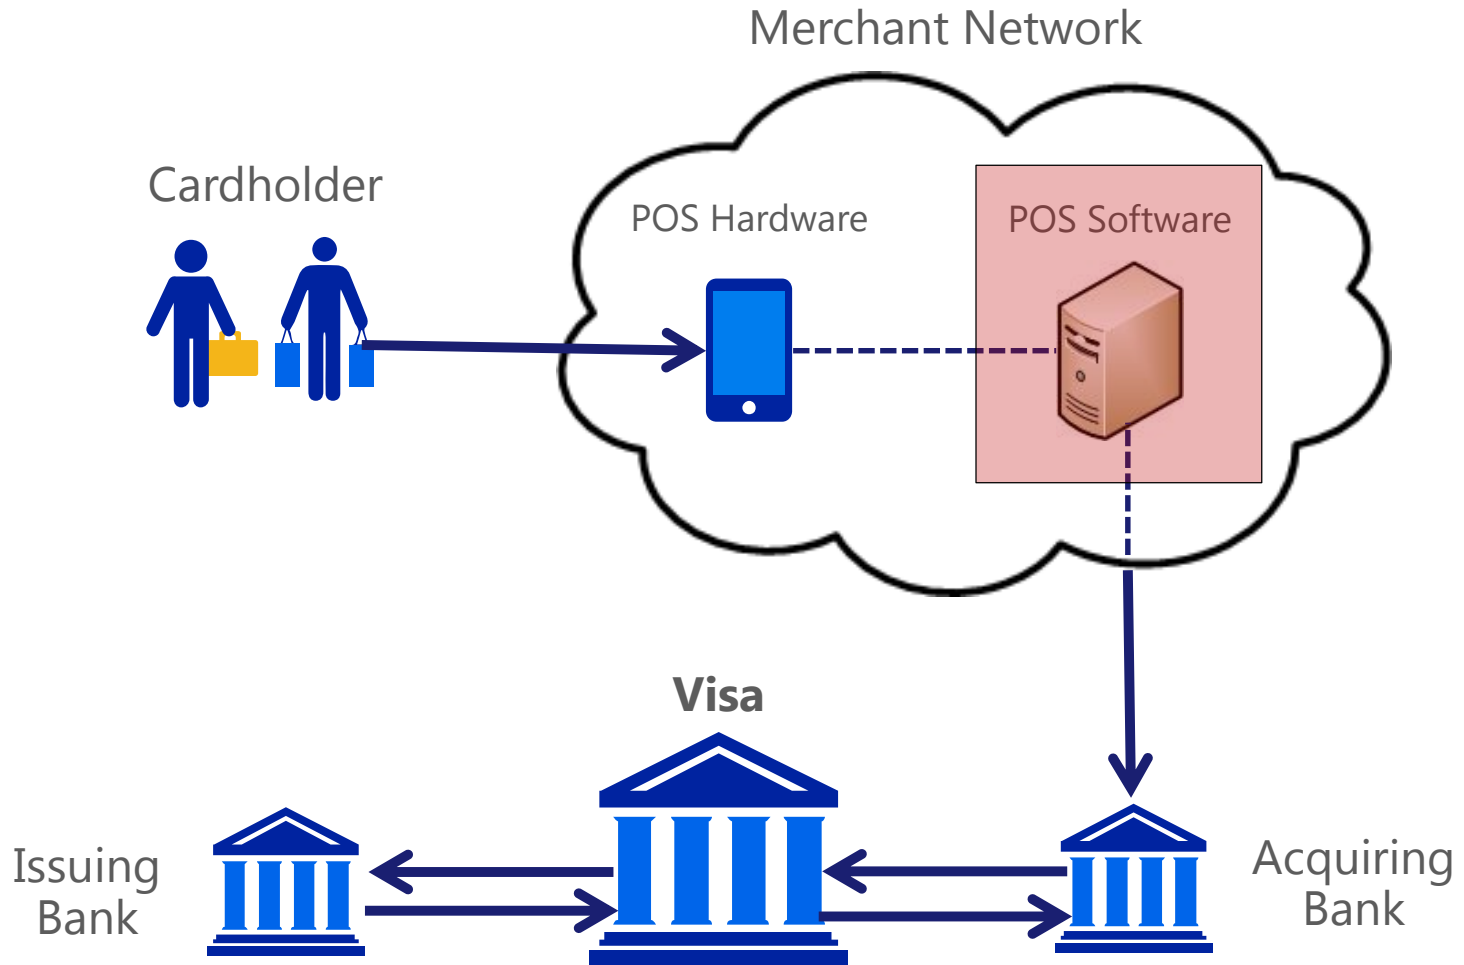 Merchant Network
Cardholder
POS Hardware
POS Software
Visa
Issuing
Bank
Acquiring
Bank